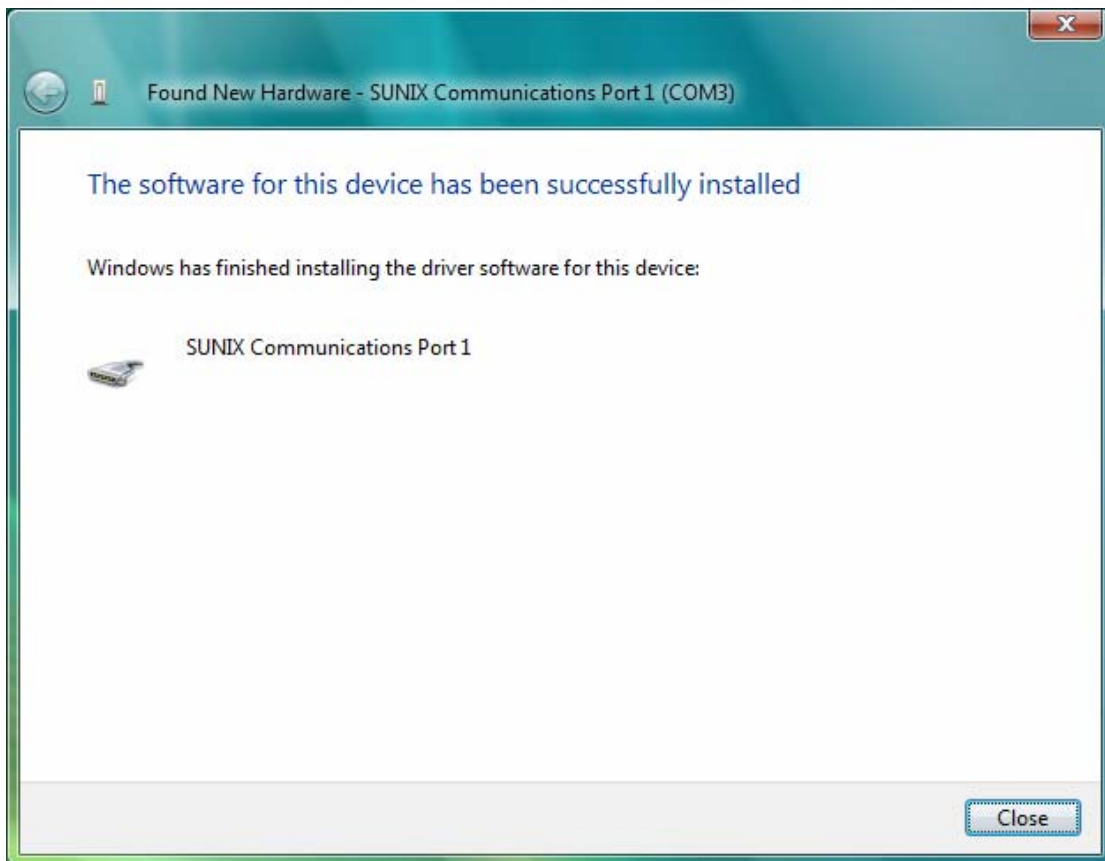 X
Found New Hardware - SUNIX Communications Port 1 (COM3)
The software for this device has been successfully installed
Windows has finished installing the driver software for this device:
SUNIX Communications Port 1
Close